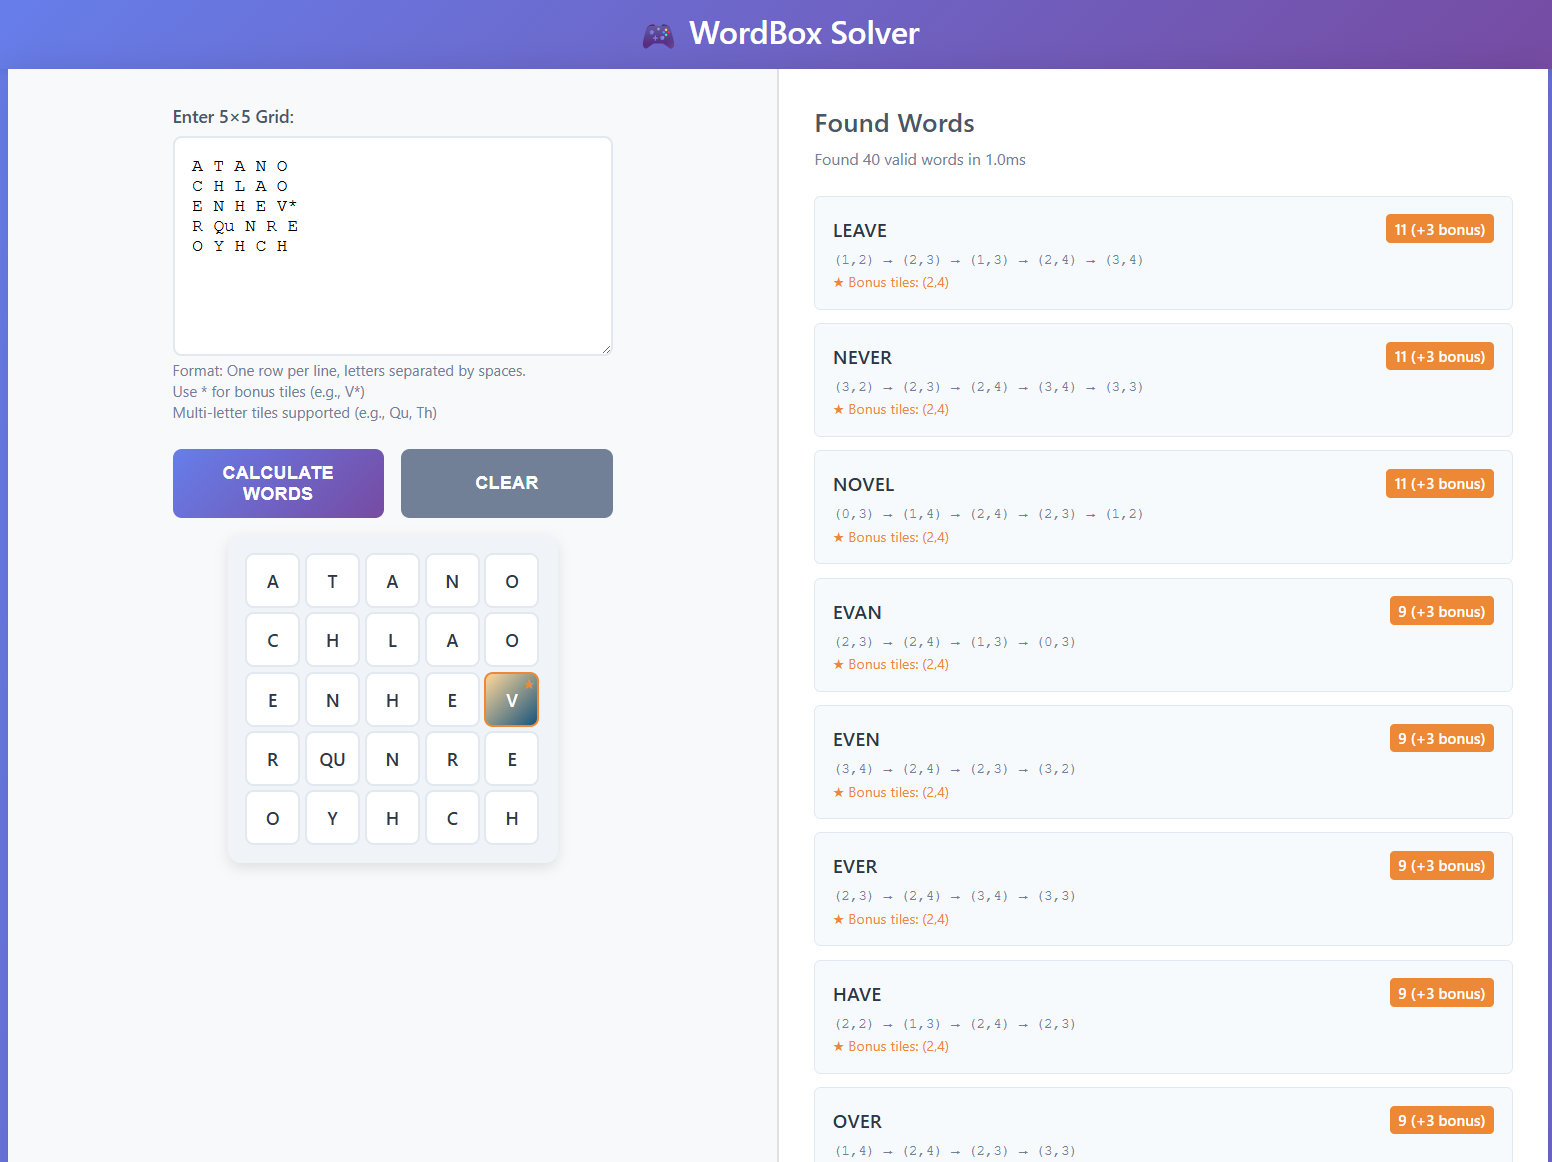 WordBox Solver
Enter 5×5 Grid:
A T A N O
C H L A O
E N H E V*
R Qu N R E
O Y H C H
Format: One row per line, letters separated by spaces.
Use * for bonus tiles (e.g., V*)
Multi-letter tiles supported (e.g., Qu, Th)
CALCULATE
WORDS
CLEAR
A T A N O
C H L A O
E N H E V ★
R QU N R E
O Y H C H
Found Words
Found 40 valid words in 1.0ms
LEAVE
11 (+3 bonus)
(1,2) → (2,3) → (1,3) → (2,4) → (3,4)
★ Bonus tiles: (2,4)
NEVER
11 (+3 bonus)
(3,2) → (2,3) → (2,4) → (3,4) → (3,3)
★ Bonus tiles: (2,4)
NOVEL
11 (+3 bonus)
(0,3) → (1,4) → (2,4) → (2,3) → (1,2)
★ Bonus tiles: (2,4)
EVAN
9 (+3 bonus)
(2,3) → (2,4) → (1,3) → (0,3)
★ Bonus tiles: (2,4)
EVEN
9 (+3 bonus)
(3,4) → (2,4) → (2,3) → (3,2)
★ Bonus tiles: (2,4)
EVER
9 (+3 bonus)
(2,3) → (2,4) → (3,4) → (3,3)
★ Bonus tiles: (2,4)
HAVE
9 (+3 bonus)
(2,2) → (1,3) → (2,4) → (2,3)
★ Bonus tiles: (2,4)
OVER
9 (+3 bonus)
(1,4) → (2,4) → (2,3) → (3,3)